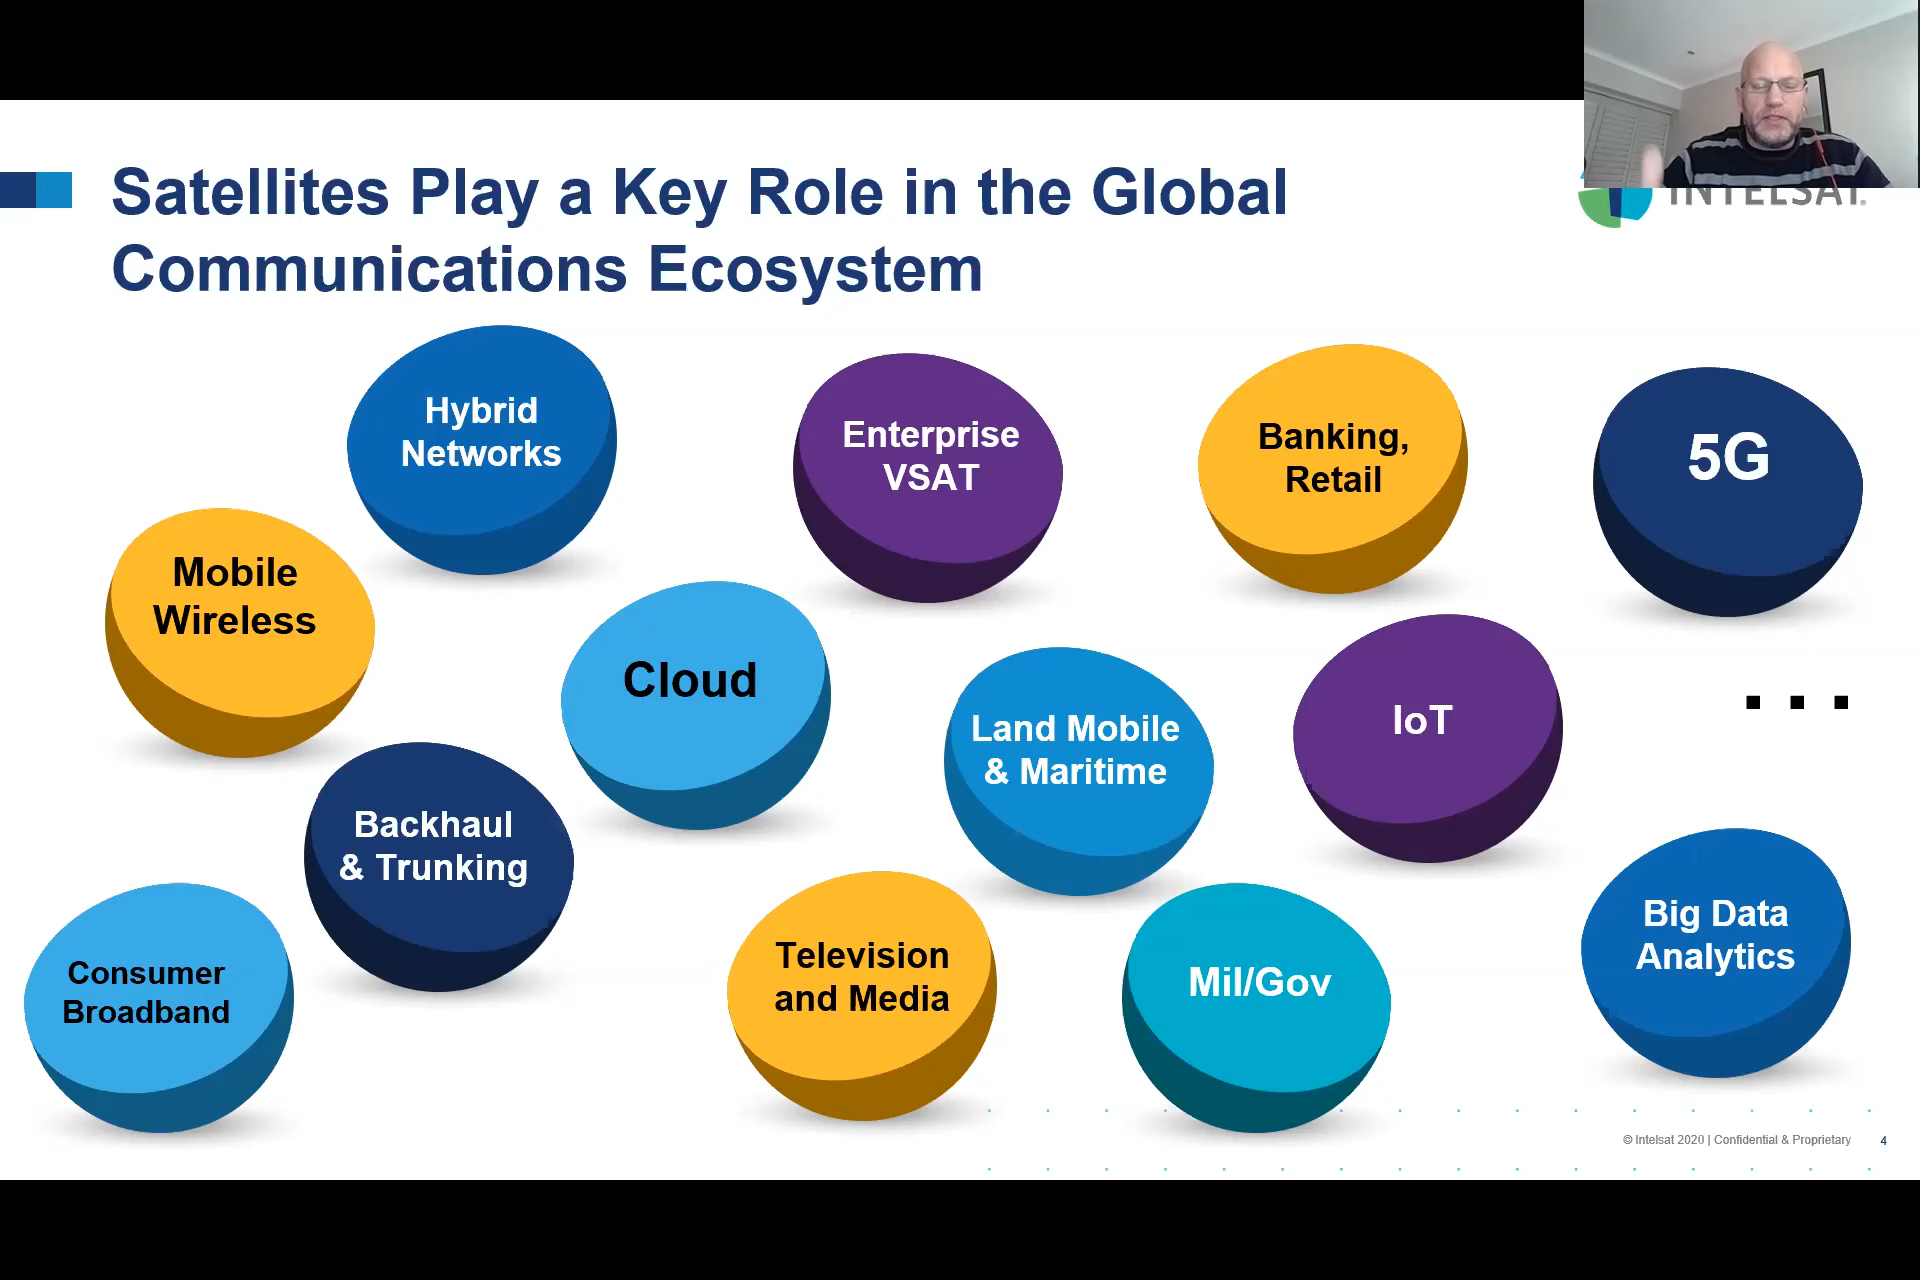 Satellites Play a Key Role in the Global
Communications Ecosystem
INTELSAT®
Hybrid
Networks
Enterprise
VSAT
Banking,
Retail
5G
Mobile
Wireless
Cloud
Land Mobile
& Maritime
IoT
...
Backhaul
& Trunking
Consumer
Broadband
Television
and Media
Mil/Gov
Big Data
Analytics
© Intelsat 2020 | Confidential & Proprietary 4